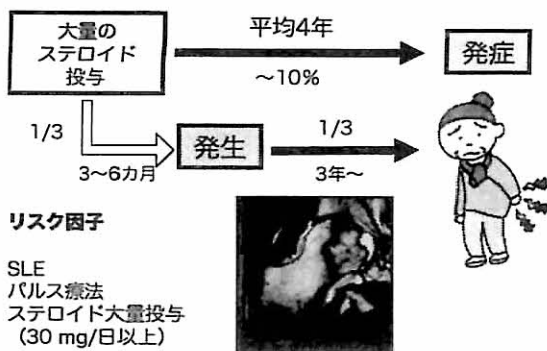 大量の
ステロイド
投与
平均4年
~10%
発症
1/3
3~6カ月
発生
1/3
3年~
リスク因子
SLE
パルス療法
ステロイド大量投与
(30 mg/日以上)